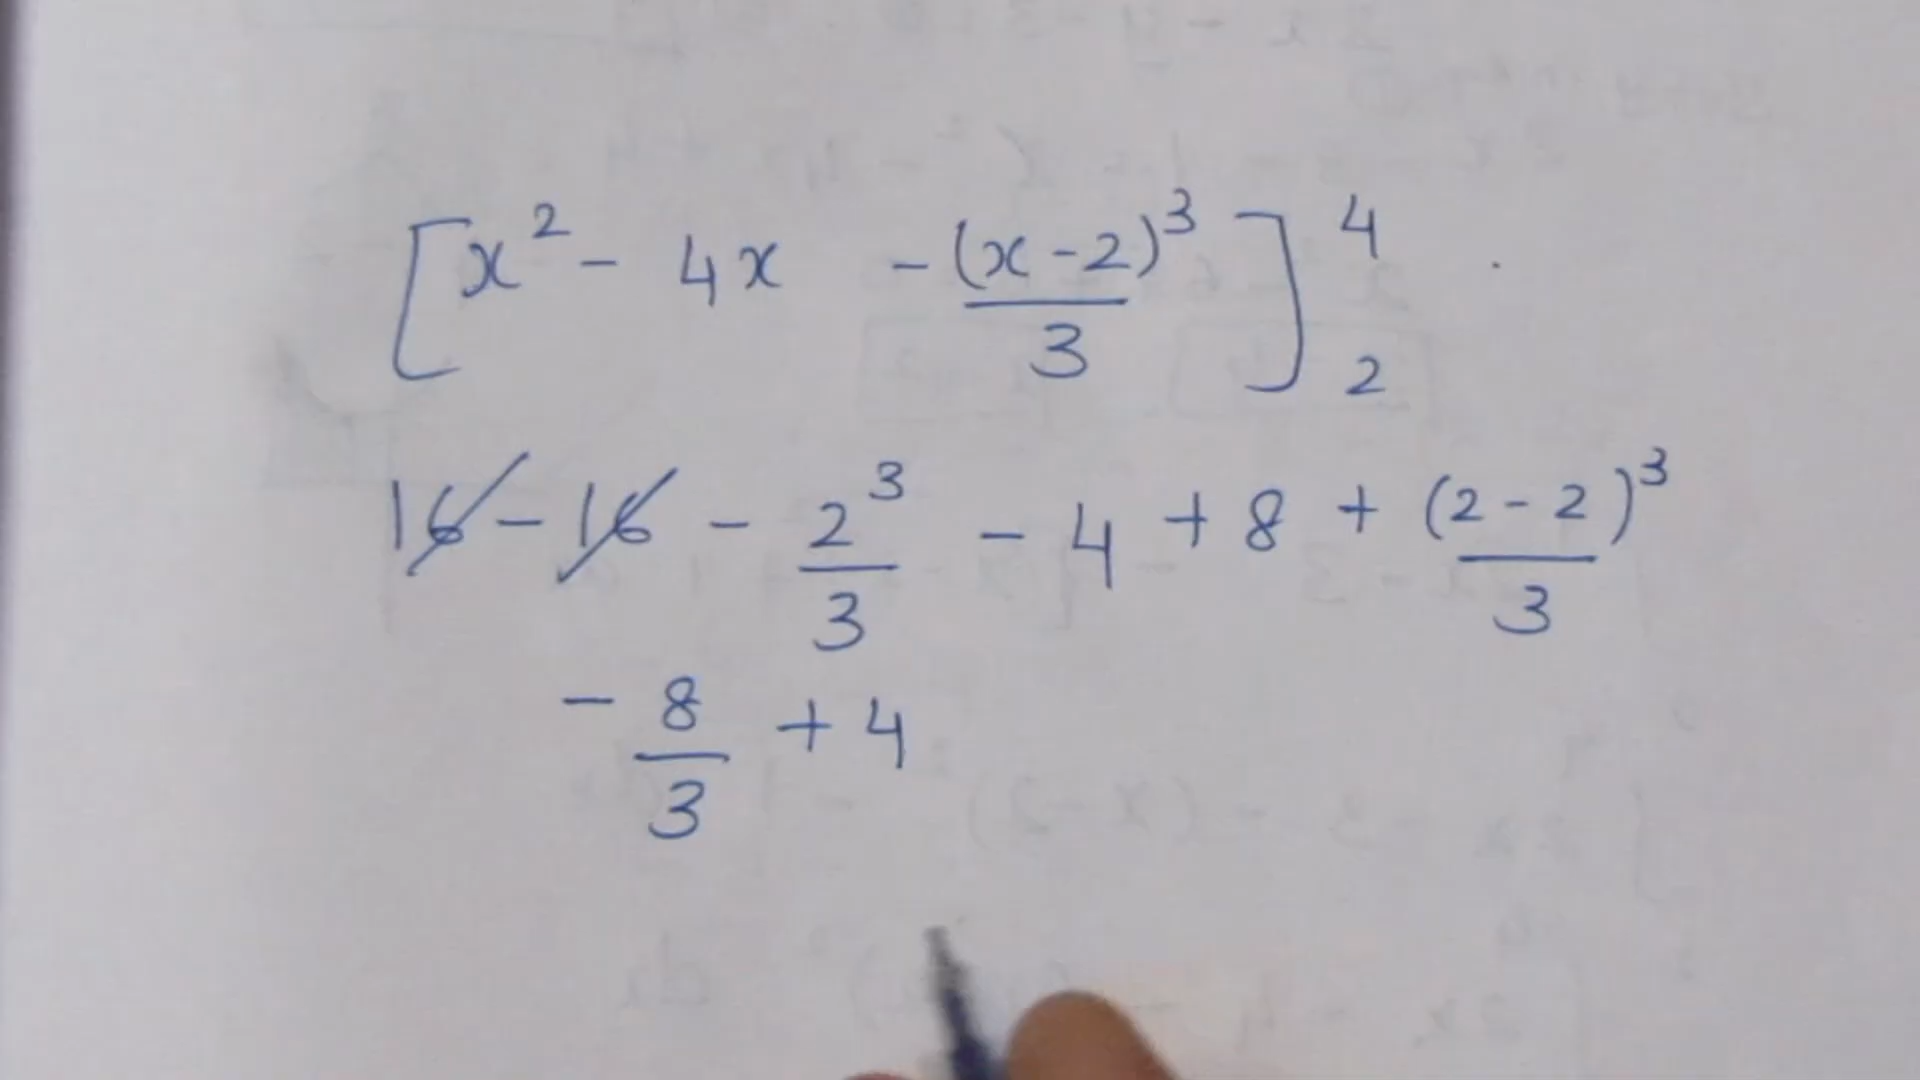 [x² - 4x - (x-2)³/3]₂⁴
16 - 16 - 2³/3 - 4 + 8 + (2-2)³/3
- 8/3 + 4